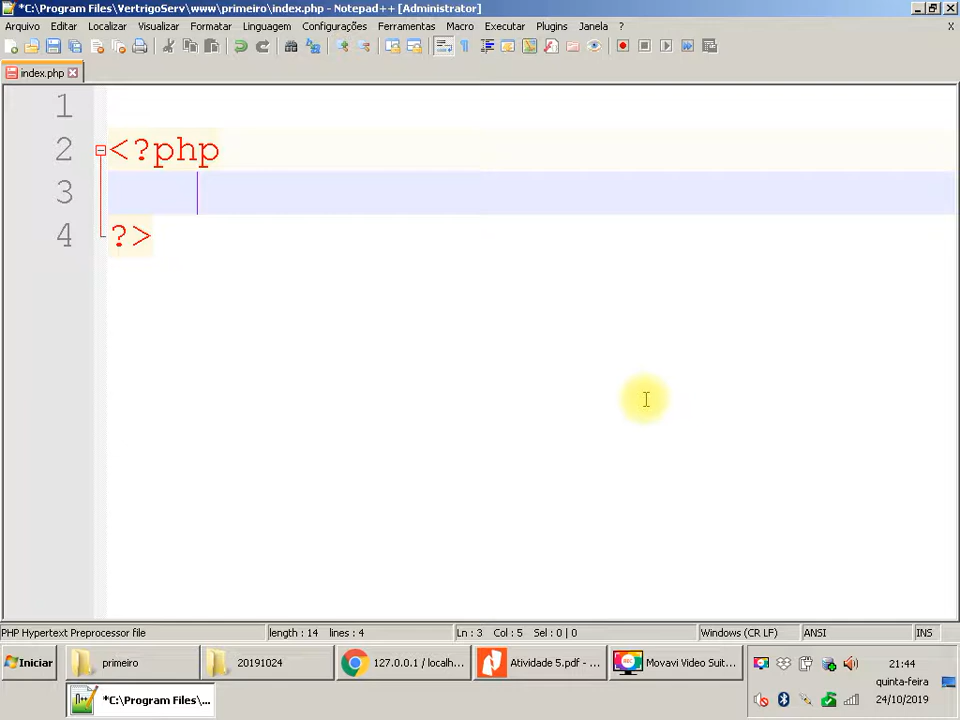 *C:\Program Files\VertrigoServ\www\primeiro\index.php - Notepad++ [Administrator]
Arquivo Editar Localizar Visualizar Formatar Linguagem Configurações Ferramentas Macro Executar Plugins Janela ? X
index.php
1
2 <?php
3
4 ?>
PHP Hypertext Preprocessor file length : 14 lines : 4 Ln : 3 Col : 5 Sel : 0 | 0 Windows (CR LF) ANSI INS
Iniciar primeiro 20191024 127.0.0.1 / localh... Atividade 5.pdf - ... Movavi Video Suit... 21:44
quinta-feira
*C:\Program Files\... 24/10/2019